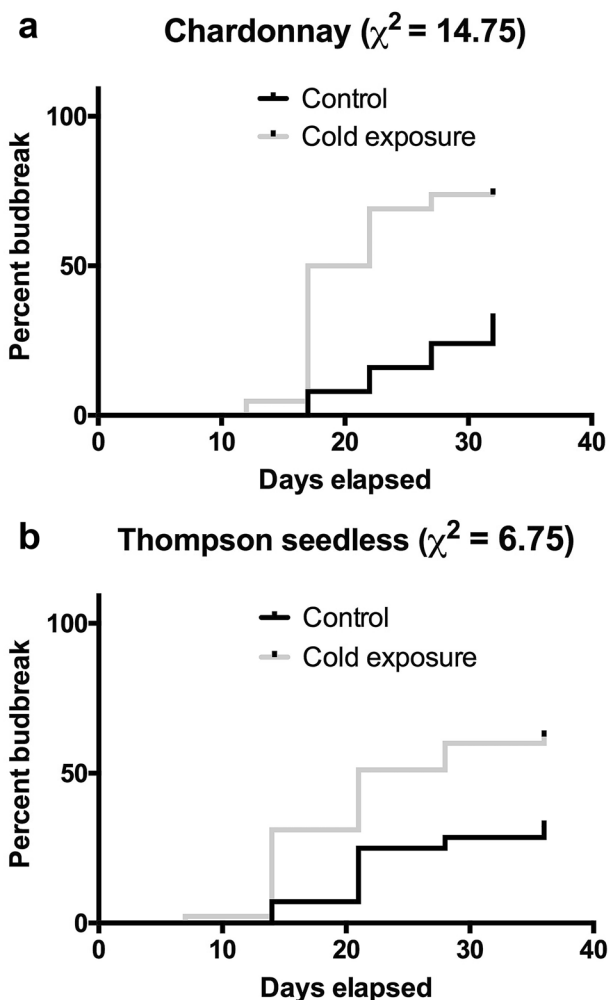 a
Chardonnay (χ² = 14.75)
Control
Cold exposure
Percent budbreak
100
50
0
0 10 20 30 40
Days elapsed
b
Thompson seedless (χ² = 6.75)
Control
Cold exposure
Percent budbreak
100
50
0
0 10 20 30 40
Days elapsed